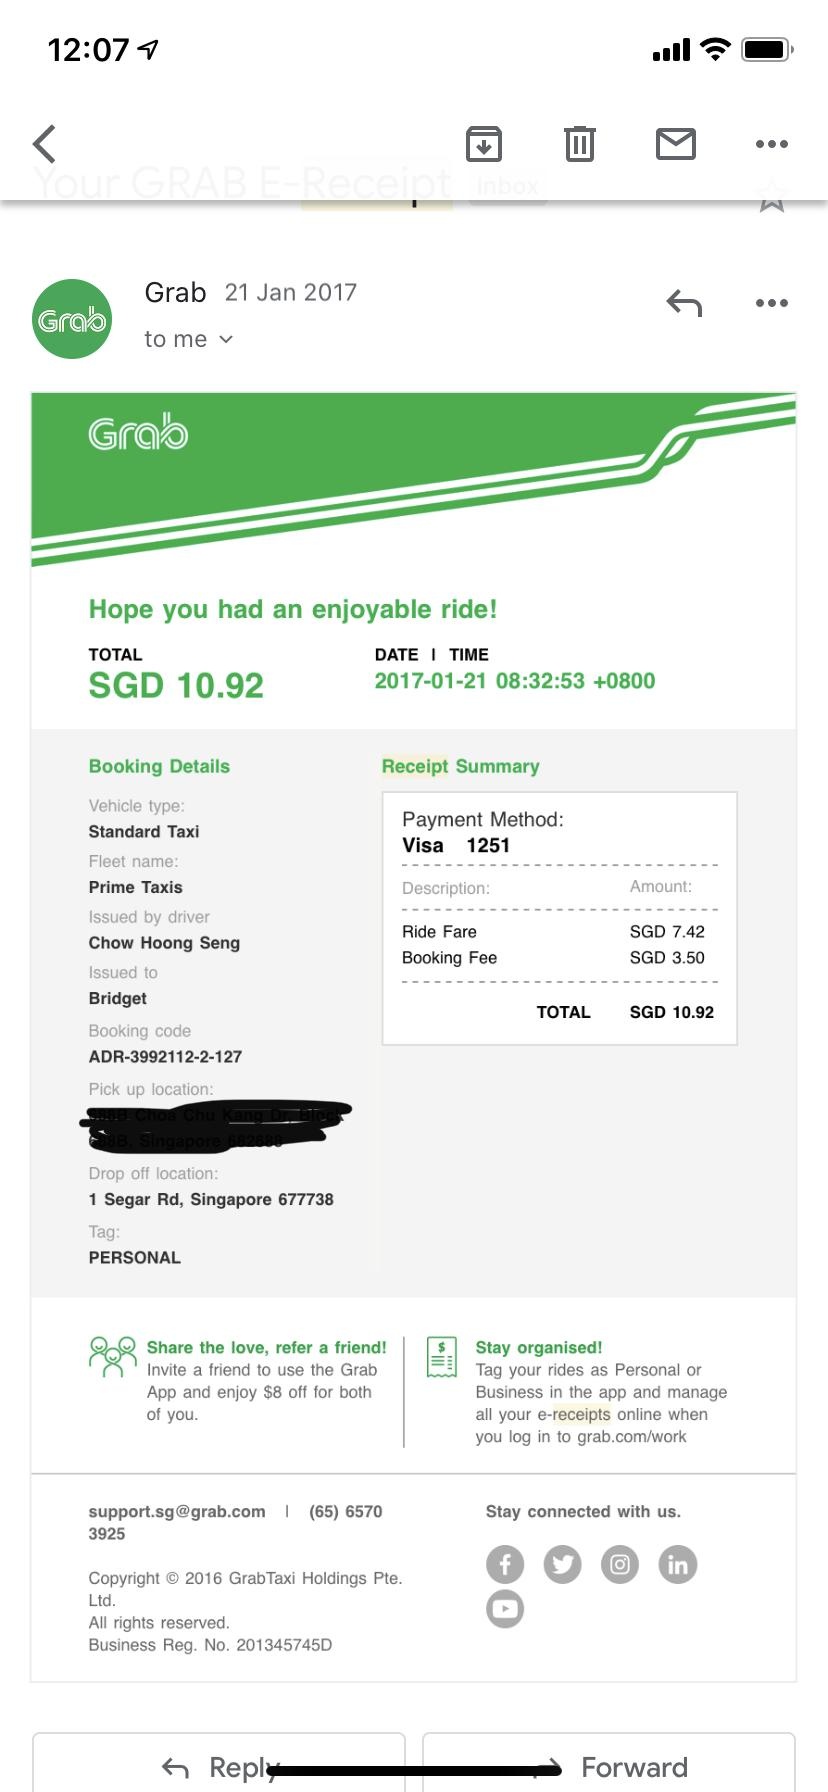 12:07
Your GRAB E-Receipt Inbox
Grab 21 Jan 2017
Grab
to me
Grab
Hope you had an enjoyable ride!
TOTAL
SGD 10.92
DATE | TIME
2017-01-21 08:32:53 +0800
Booking Details
Vehicle type:
Standard Taxi
Fleet name:
Prime Taxis
Issued by driver
Chow Hoong Seng
Issued to
Bridget
Booking code
ADR-3992112-2-127
Pick up location:
Drop off location:
1 Segar Rd, Singapore 677738
Tag:
PERSONAL
Receipt Summary
Payment Method:
Visa 1251
Description: Amount:
Ride Fare SGD 7.42
Booking Fee SGD 3.50
TOTAL SGD 10.92
Share the love, refer a friend!
Invite a friend to use the Grab
App and enjoy $8 off for both
of you.
Stay organised!
Tag your rides as Personal or
Business in the app and manage
all your e-receipts online when
you log in to grab.com/work
support.sg@grab.com | (65) 6570
3925
Copyright © 2016 GrabTaxi Holdings Pte.
Ltd.
All rights reserved.
Business Reg. No. 201345745D
Stay connected with us.
Reply
Forward